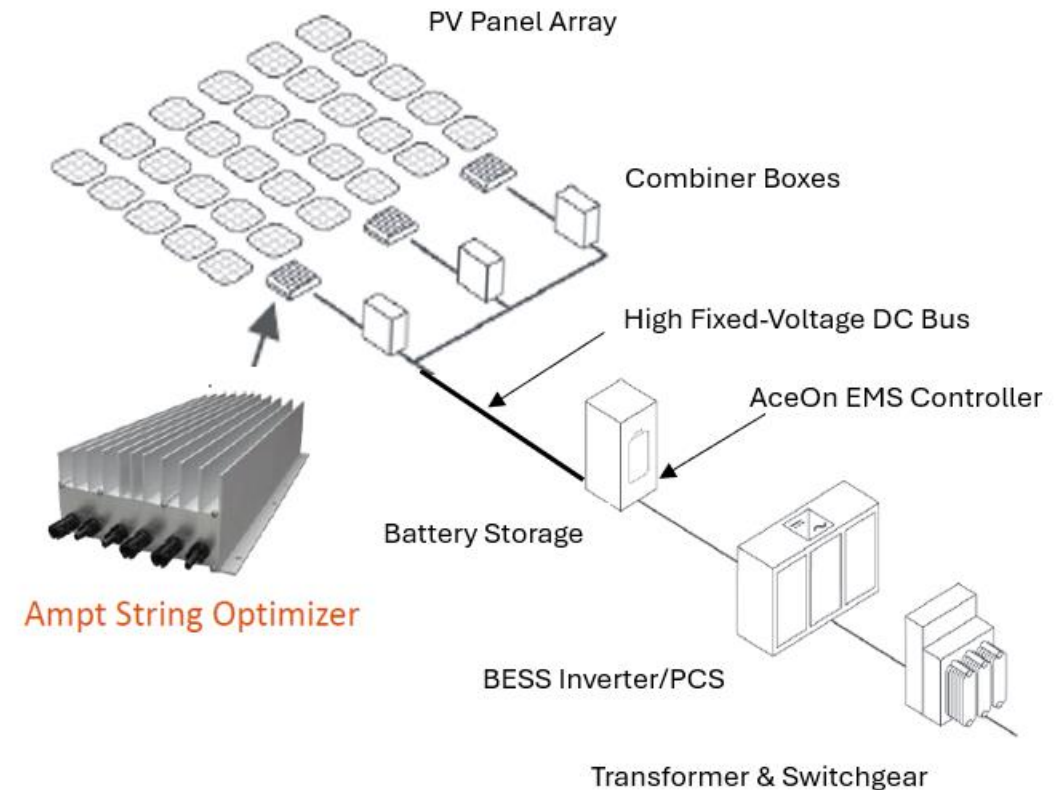 PV Panel Array
Combiner Boxes
High Fixed-Voltage DC Bus
AceOn EMS Controller
Battery Storage
Ampt String Optimizer
BESS Inverter/PCS
Transformer & Switchgear